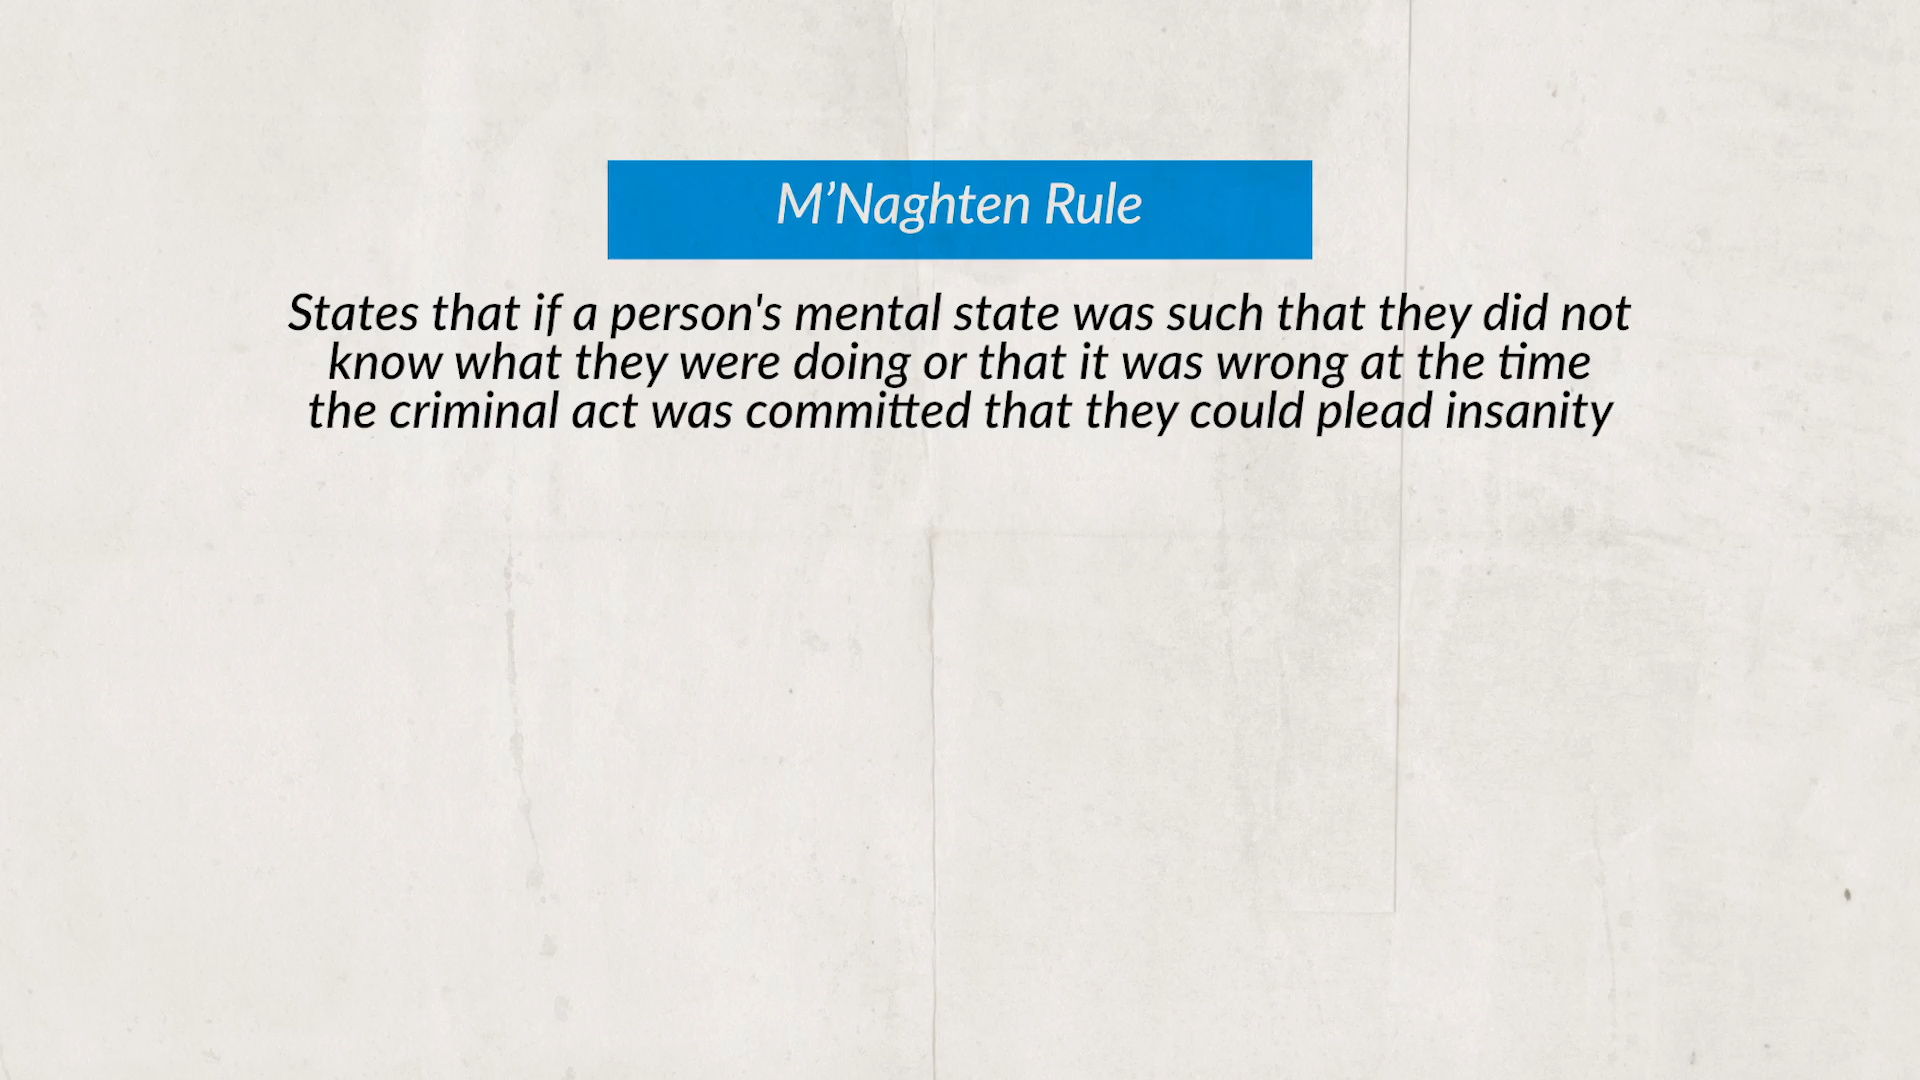 M’Naghten Rule
States that if a person's mental state was such that they did not
know what they were doing or that it was wrong at the time
the criminal act was committed that they could plead insanity